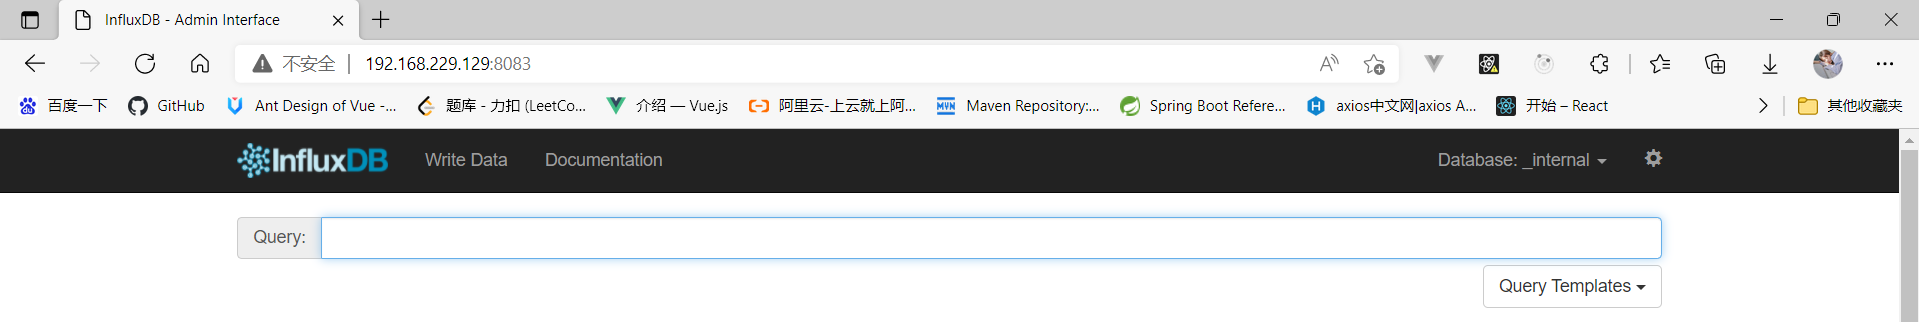 InfluxDB - Admin Interface
不安全 192.168.229.129:8083
百度一下 GitHub Ant Design of Vue -... 题库 - 力扣 (LeetCo... 介绍 — Vue.js 阿里云-上云就上阿... MVN Maven Repository:... Spring Boot Refere... axios中文网|axios A... 开始 – React 其他收藏夹
InfluxDB Write Data Documentation Database: _internal
Query:
Query Templates